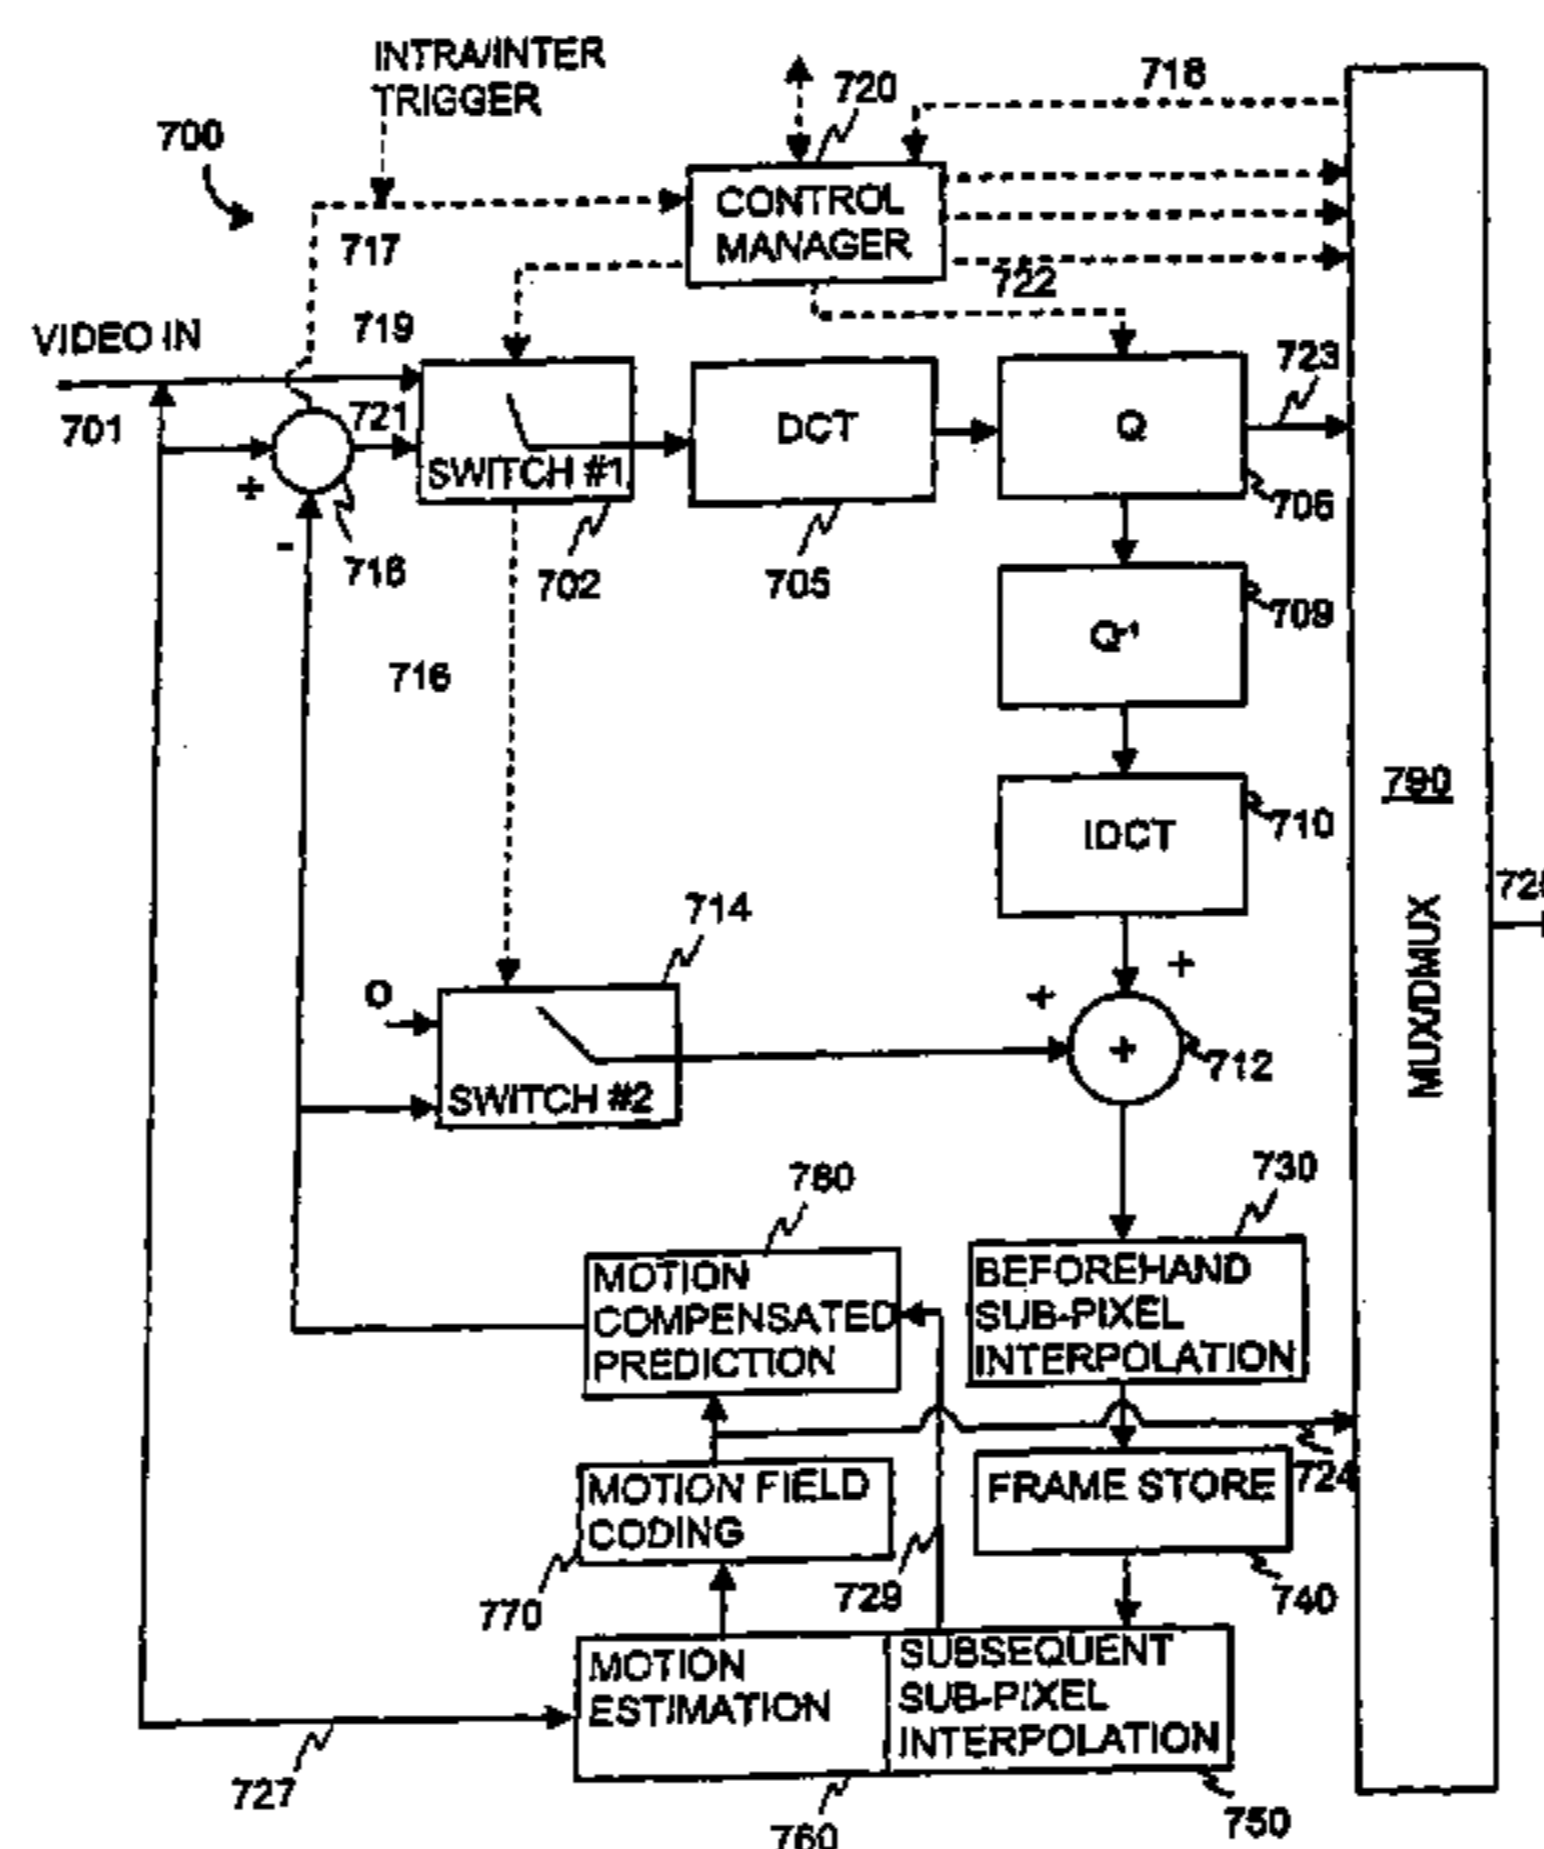 INTRA/INTER
TRIGGER
700
720
718
CONTROL
MANAGER
717
722
VIDEO IN
719
723
701
721
+
-
SWITCH #1
DCT
Q
706
716
702
705
709
Q⁻¹
716
790
IDCT
710
714
O
+
+
+
712
SWITCH #2
MUX/DMUX
780
730
MOTION
COMPENSATED
PREDICTION
BEFOREHAND
SUB-PIXEL
INTERPOLATION
724
MOTION FIELD
CODING
FRAME STORE
770
729
740
MOTION
ESTIMATION
SUBSEQUENT
SUB-PIXEL
INTERPOLATION
727
760
750